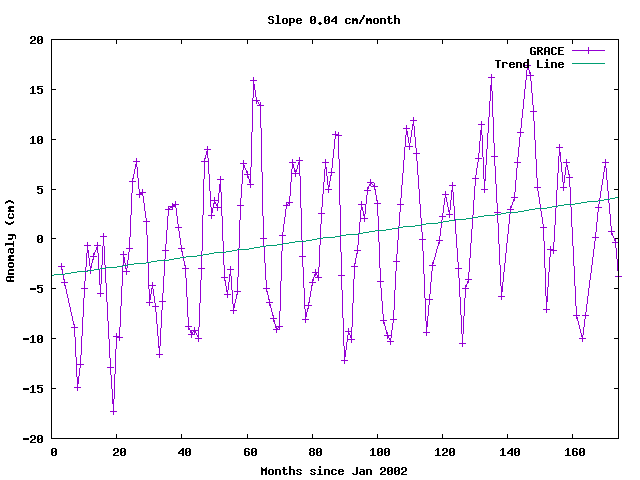 Slope 0.04 cm/month
GRACE
Trend Line
Anomaly (cm)
20
15
10
5
0
-5
-10
-15
-20
0 20 40 60 80 100 120 140 160
Months since Jan 2002